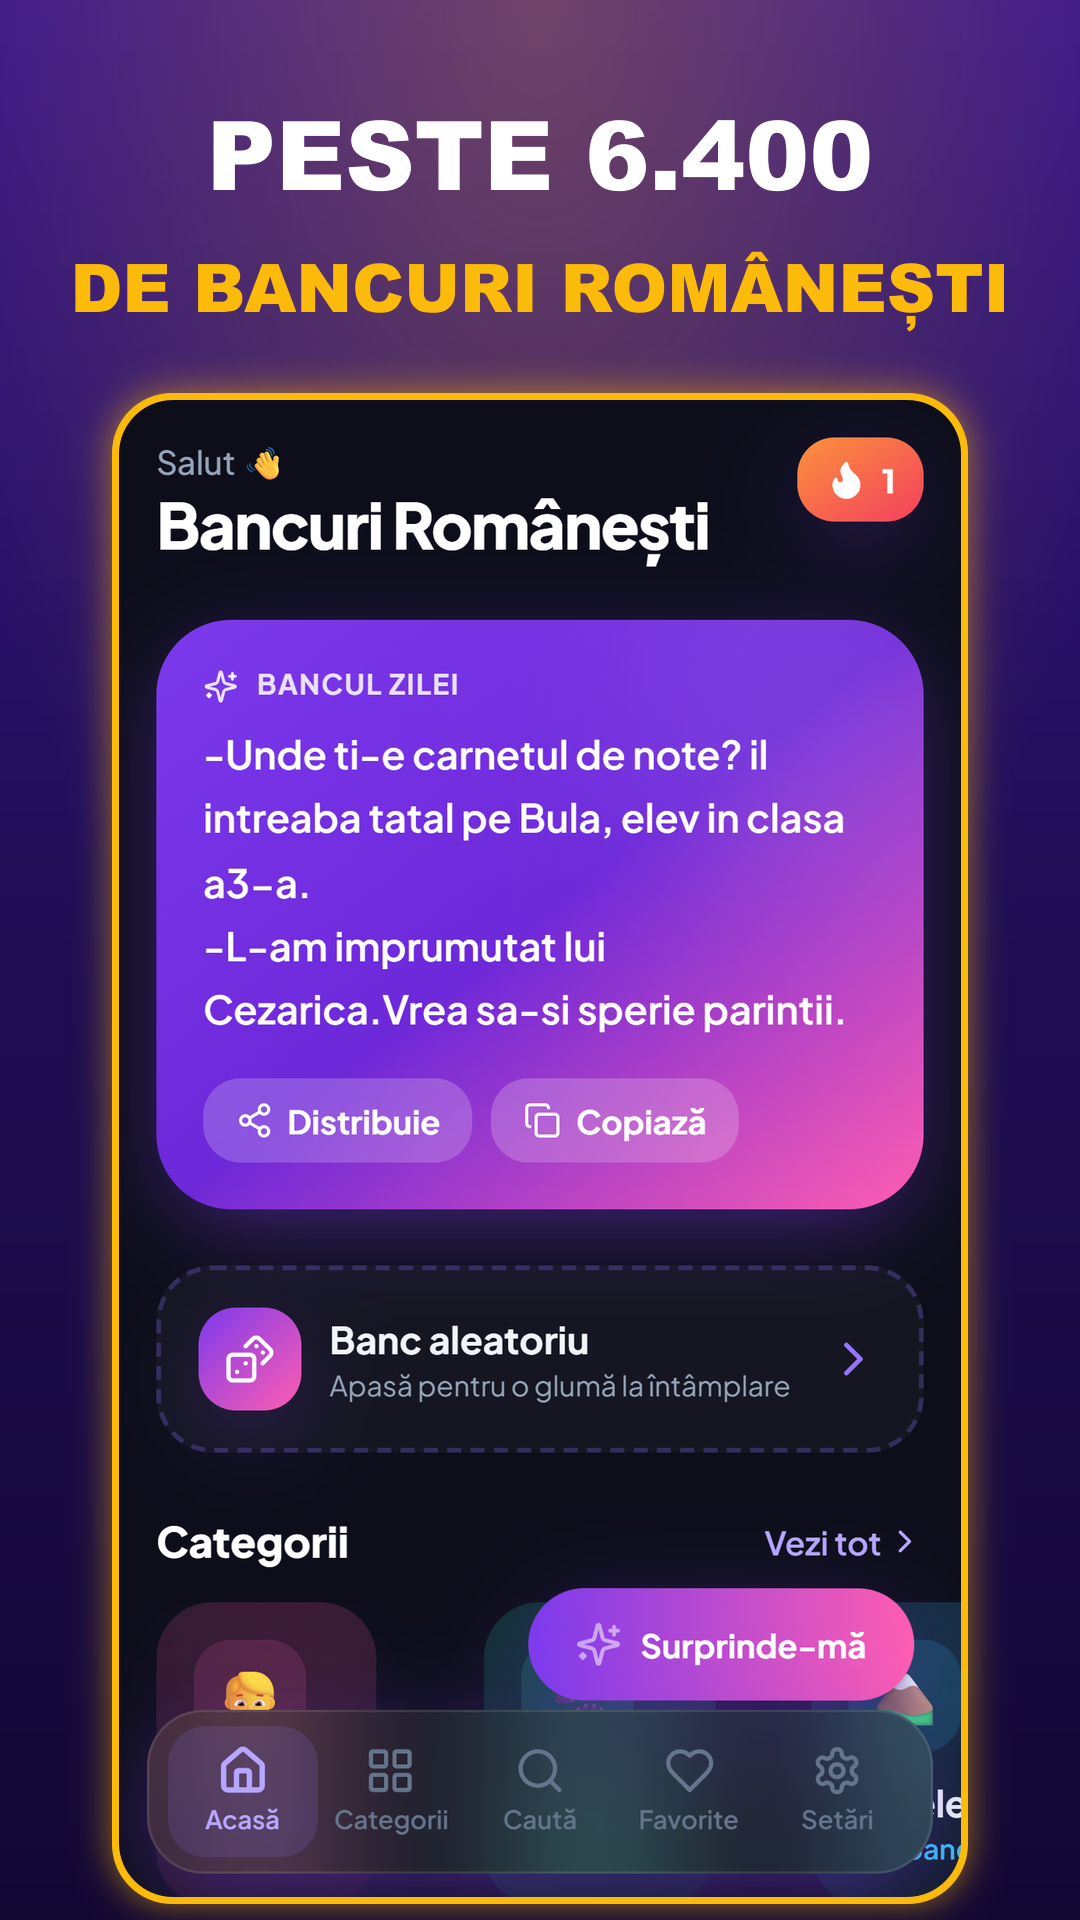 PESTE 6.400
DE BANCURI ROMÂNEȘTI
Salut 👋
1
Bancuri Românești
BANCUL ZILEI
-Unde ti-e carnetul de note? il
intreaba tatal pe Bula, elev in clasa
a3-a.
-L-am imprumutat lui
Cezarica.Vrea sa-si sperie parintii.
Distribuie
Copiază
Banc aleatoriu
Apasă pentru o glumă la întâmplare
Categorii
Vezi tot
Surprinde-mă
Acasă
Categorii
Caută
Favorite
Setări